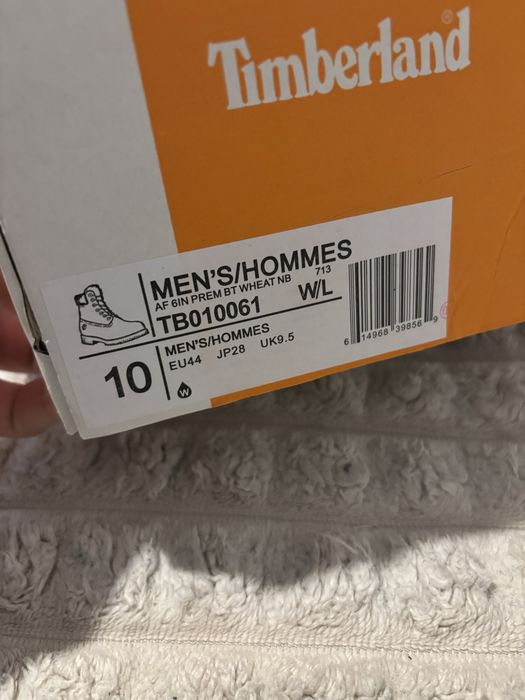 Timberland®
MEN'S/HOMMES
AF 6IN PREM BT WHEAT NB 713
TB010061 W/L
10
MEN'S/HOMMES
EU44 JP28 UK9.5
W
6 14968 39856 9